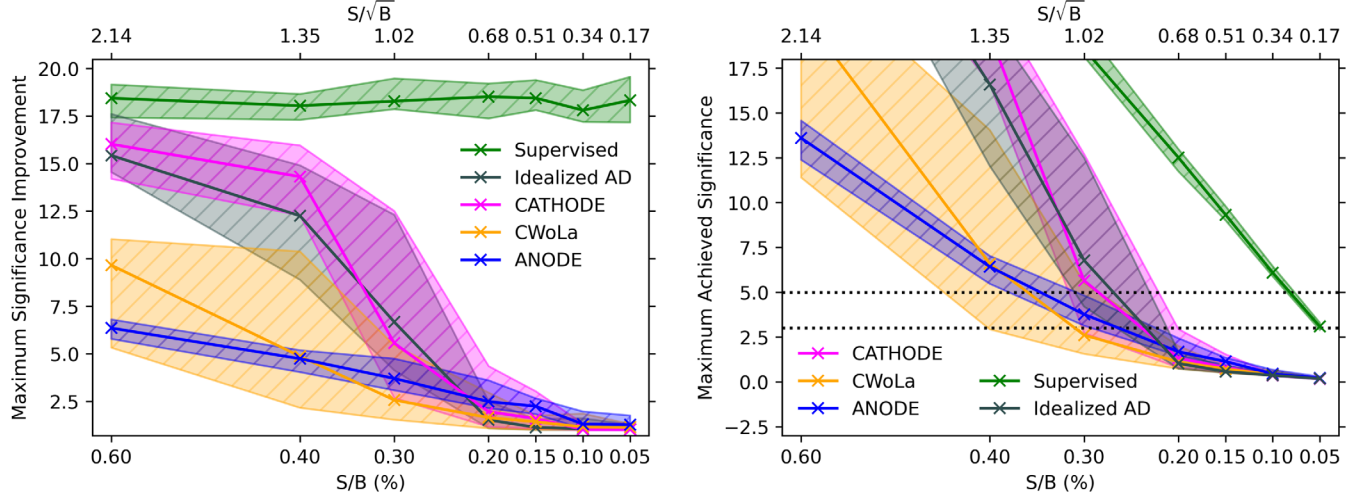 S/√B
2.14 1.35 1.02 0.68 0.51 0.34 0.17
20.0
17.5
15.0
12.5
10.0
7.5
5.0
2.5
Maximum Significance Improvement
Supervised
Idealized AD
CATHODE
CWoLa
ANODE
0.60 0.40 0.30 0.20 0.15 0.10 0.05
S/B (%)
S/√B
2.14 1.35 1.02 0.68 0.51 0.34 0.17
17.5
15.0
12.5
10.0
7.5
5.0
2.5
0.0
−2.5
Maximum Achieved Significance
CATHODE
CWoLa
ANODE
Supervised
Idealized AD
0.60 0.40 0.30 0.20 0.15 0.10 0.05
S/B (%)